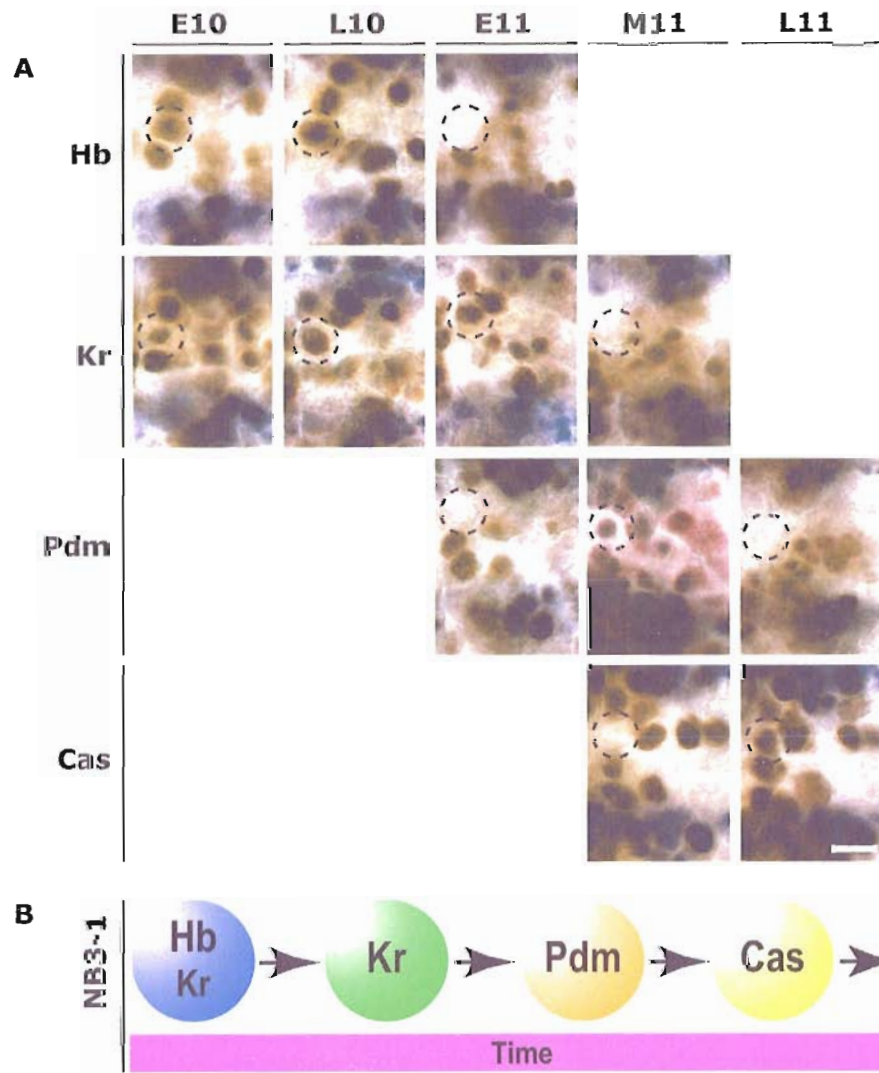 E10 L10 E11 M11 L11
A
Hb
Kr
Pdm
Cas
B
NB3-1
Hb Kr
Kr
Pdm
Cas
Time